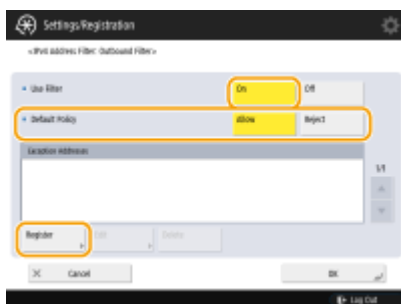 Settings/Registration
<IPv4 Address Filter: Outbound Filter>
Use Filter
On
Off
Default Policy
Allow
Reject
Exception Addresses
1/1
Register
Edit
Delete
Cancel
OK
Log Out